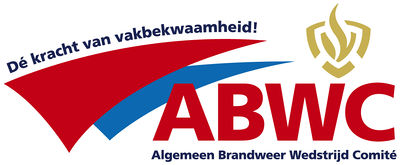 Dé kracht van vakbekwaamheid!
ABWC
Algemeen Brandweer Wedstrijd Comité